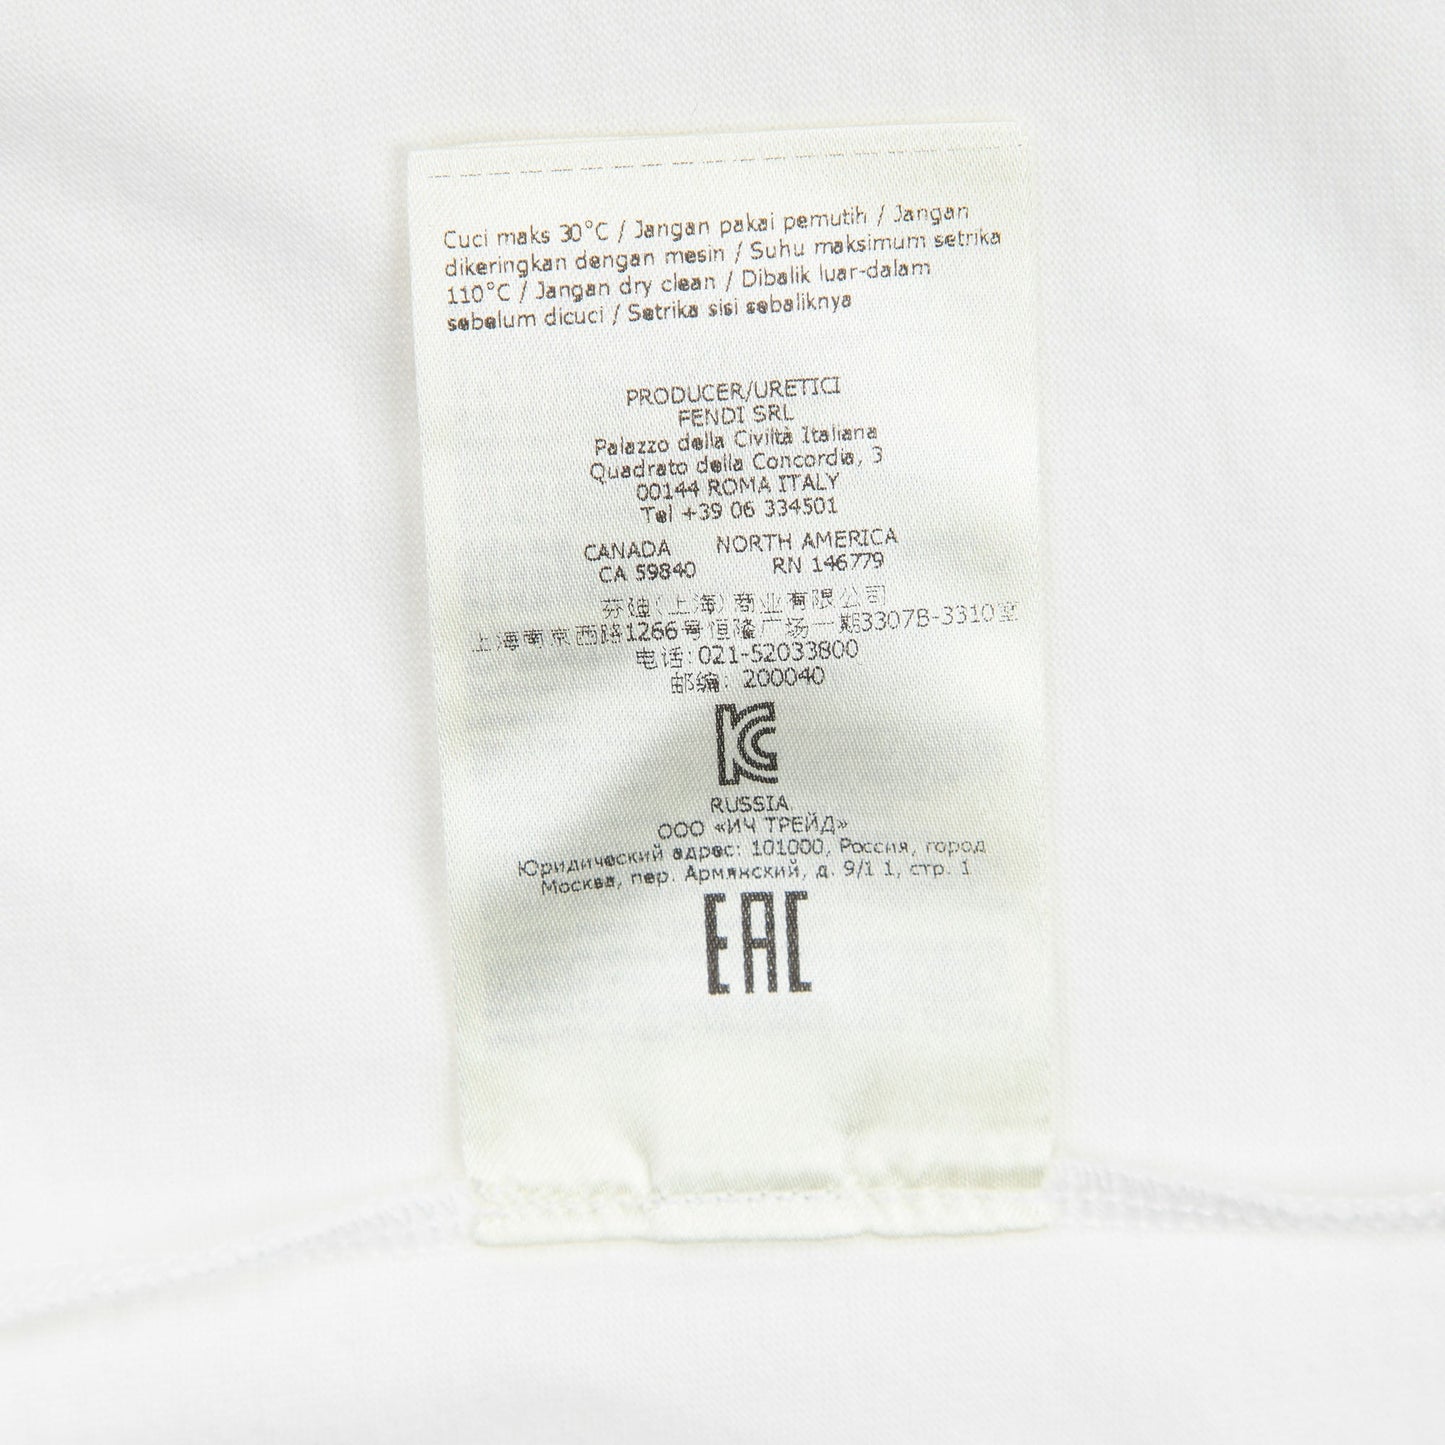 Cuci maks 30°C / Jangan pakai pemutih / Jangan
dikeringkan dengan mesin / Suhu maksimum setrika
110°C / Jangan dry clean / Dibalik luar-dalam
sebelum dicuci / Setrika sisi sebaliknya
PRODUCER/URETICI
FENDI SRL
Palazzo della Civiltà Italiana
Quadrato della Concordia, 3
00144 ROMA ITALY
Tel +39 06 334501
CANADA NORTH AMERICA
CA 59840 RN 146779
芬迪(上海)商业有限公司
上海南京西路1266号恒隆广场一期3307B-3310室
电话:021-52033800
邮编: 200040
KC
RUSSIA
ООО «ИЧ ТРЕЙД»
Юридический адрес: 101000, Россия, город
Москва, пер. Армянский, д. 9/1 1, стр. 1
EAC